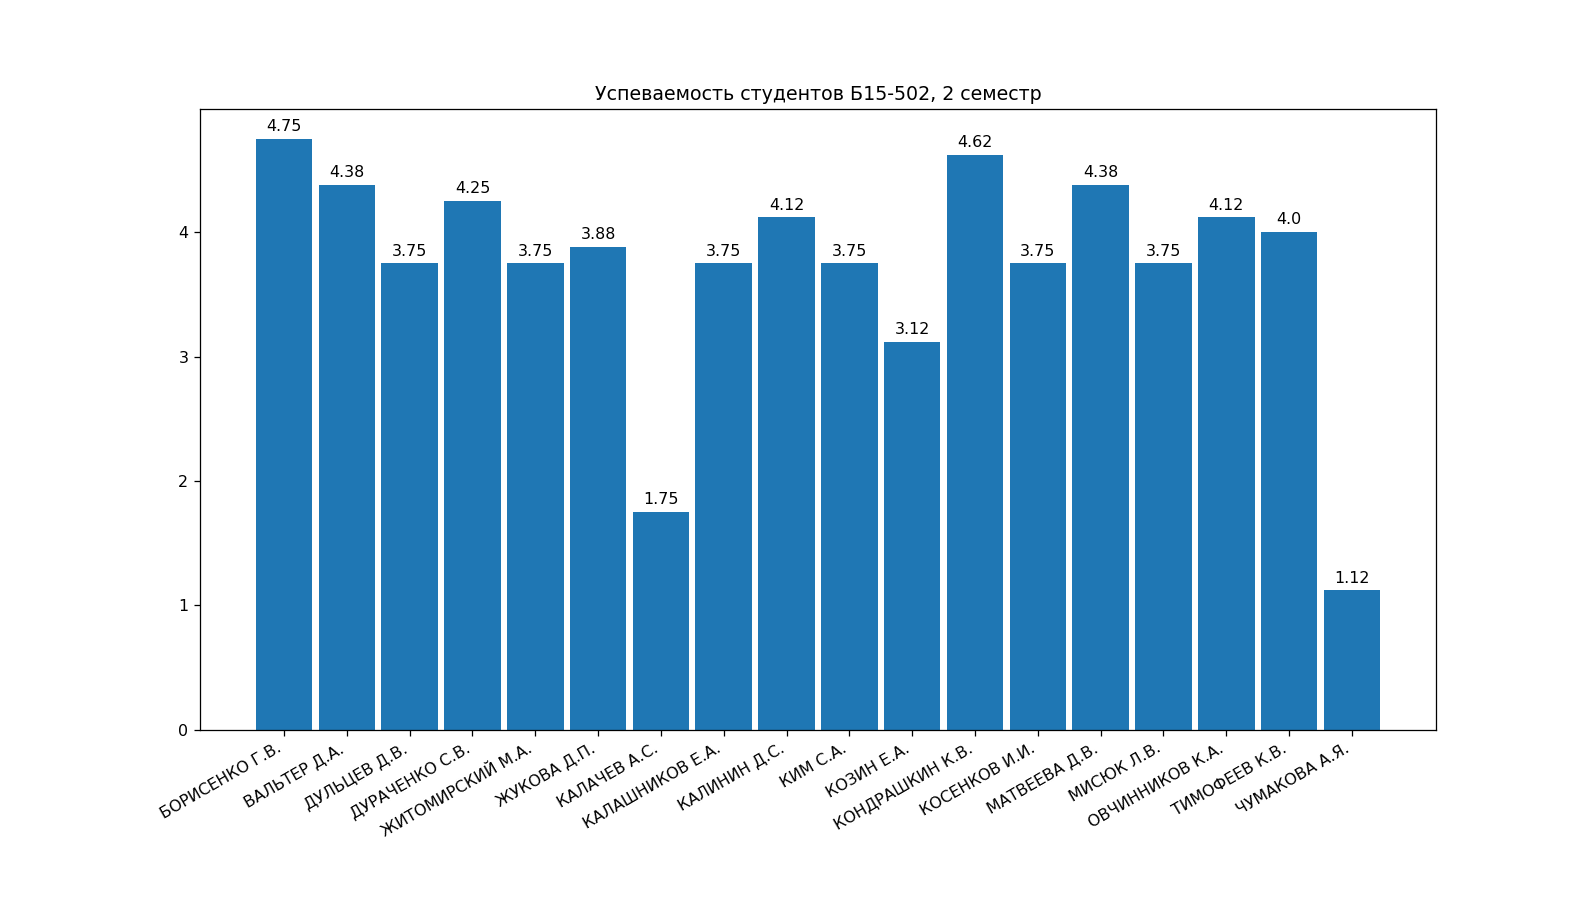 Успеваемость студентов Б15-502, 2 семестр
4.75
4.38
3.75
4.25
3.75
3.88
1.75
3.75
4.12
3.75
3.12
4.62
3.75
4.38
3.75
4.12
4.0
1.12
4
3
2
1
0
БОРИСЕНКО Г.В.
ВАЛЬТЕР Д.А.
ДУЛЬЦЕВ Д.В.
ДУРАЧЕНКО С.В.
ЖИТОМИРСКИЙ М.А.
ЖУКОВА Д.П.
КАЛАЧЕВ А.С.
КАЛАШНИКОВ Е.А.
КАЛИНИН Д.С.
КИМ С.А.
КОЗИН Е.А.
КОНДРАШКИН К.В.
КОСЕНКОВ И.И.
МАТВЕЕВА Д.В.
МИСЮК Л.В.
ОВЧИННИКОВ К.А.
ТИМОФЕЕВ К.В.
ЧУМАКОВА А.Я.